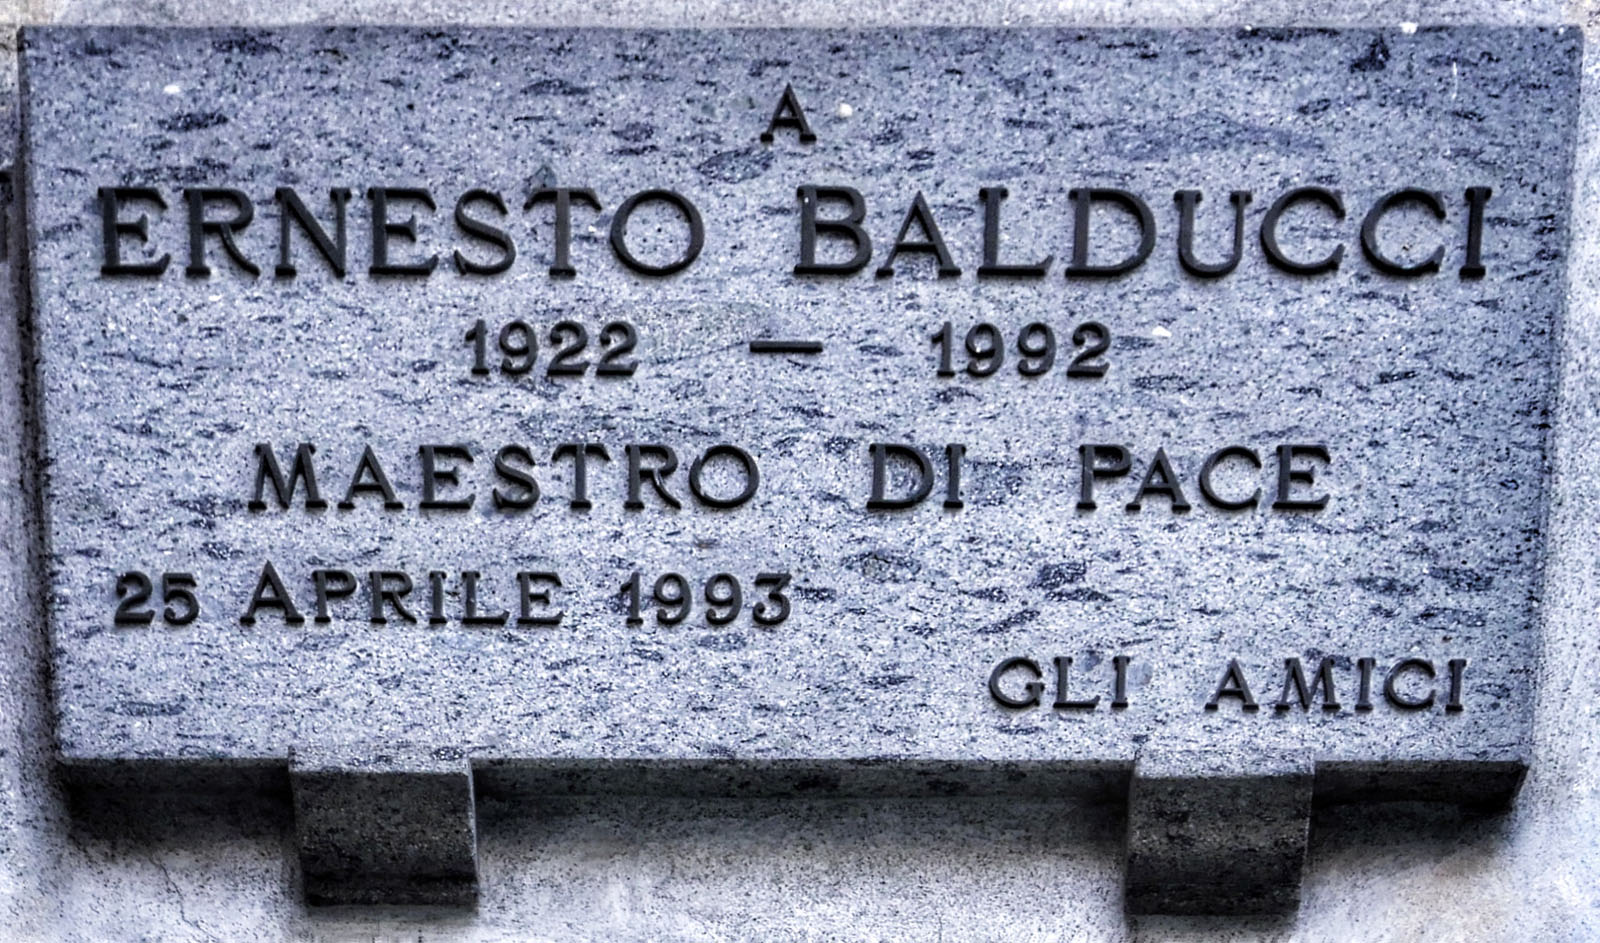 A
ERNESTO BALDUCCI
1922 — 1992
MAESTRO DI PACE
25 APRILE 1993
GLI AMICI